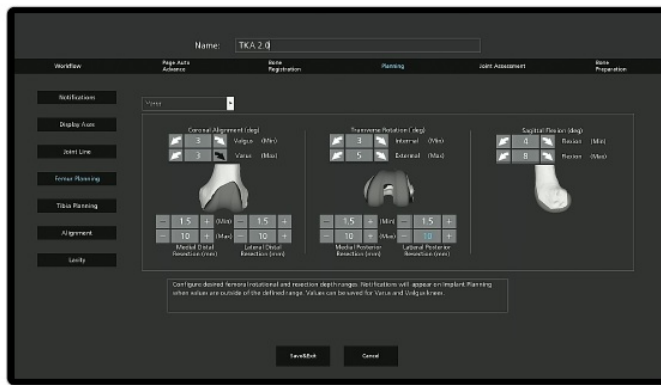 Name: TKA 2.0
Workflow
Page Auto
Advance
Bone
Registration
Planning
Joint Assessment
Bone
Preparation
Notifications
Display Axes
Joint Line
Femur Planning
Tibia Planning
Alignment
Laxity
Coronal Alignment (deg)
3 Valgus (Min)
3 Varus (Max)
- 1.5 + (Min) - 1.5 +
- 10 + (Max) - 10 +
Medial Distal
Resection (mm)
Lateral Distal
Resection (mm)
Transverse Rotation (deg)
3 Internal (Min)
5 External (Max)
- 1.5 + (Min) - 1.5 +
- 10 + (Max) - 10 +
Medial Posterior
Resection (mm)
Lateral Posterior
Resection (mm)
Sagittal Flexion (deg)
4 Flexion (Min)
8 Flexion (Max)
Configure desired femoral rotational and resection depth ranges. Notifications will appear on Implant Planning
when values are outside of the defined range. Values can be saved for Varus and Valgus knees.
Save&Exit
Cancel